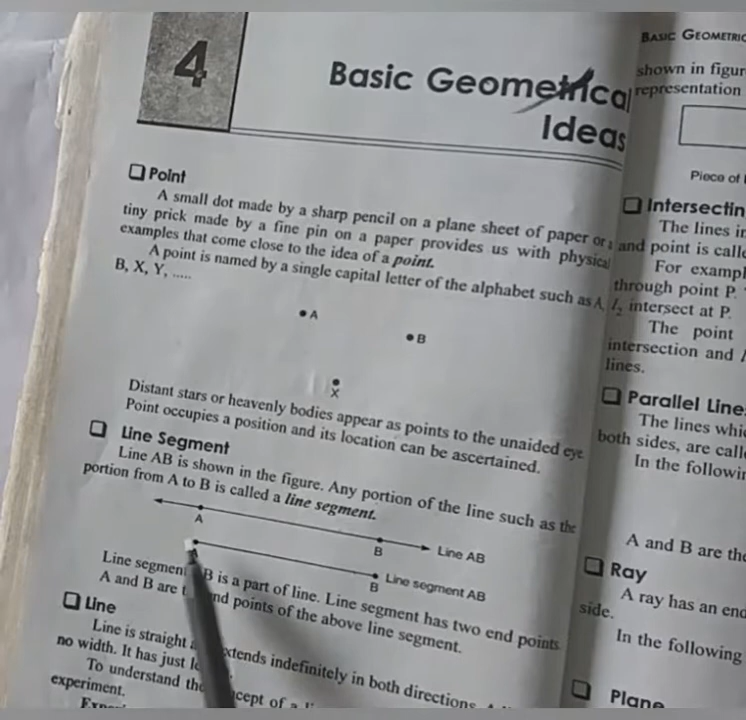 4
Basic Geometrical
Ideas
❑ Point
A small dot made by a sharp pencil on a plane sheet of paper or a
tiny prick made by a fine pin on a paper provides us with physical
examples that come close to the idea of a point.
A point is named by a single capital letter of the alphabet such as A,
B, X, Y, .....
A
B
X
Distant stars or heavenly bodies appear as points to the unaided eye.
Point occupies a position and its location can be ascertained.
❑ Line Segment
Line AB is shown in the figure. Any portion of the line such as the
portion from A to B is called a line segment.
A
B
Line AB
B
Line segment AB
Line segment B is a part of line. Line segment has two end points.
A and B are end points of the above line segment.
❑ Line
Line is straight extends indefinitely in both directions.
no width. It has just
To understand the concept of a
experiment.
BASIC GEOMETRIC
shown in figur
representation
Piece of
❑ Intersectin
The lines in
and point is calle
For exampl
through point P.
l₂ intersect at P.
The point
intersection and
lines.
❑ Parallel Line
The lines whi
both sides, are call
In the followin
A and B are the
❑ Ray
A ray has an end
side.
In the following
❑ Plane